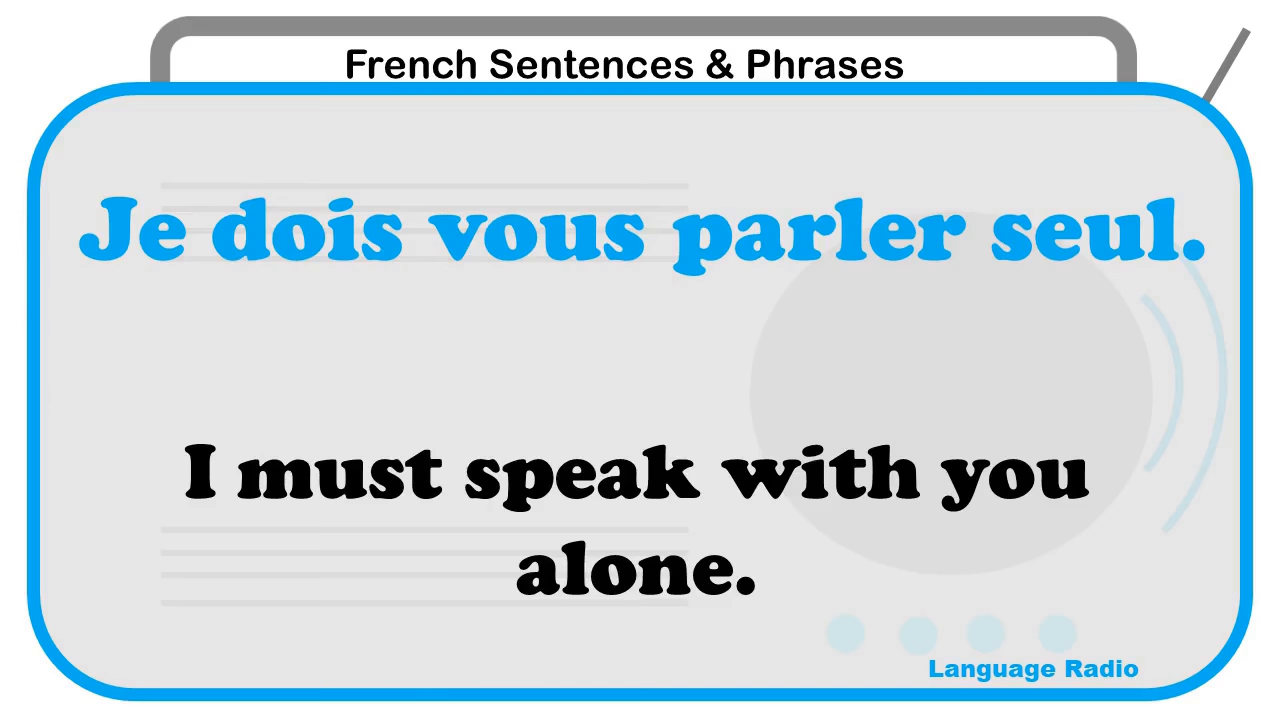 French Sentences & Phrases
Je dois vous parler seul.
I must speak with you
alone.
Language Radio